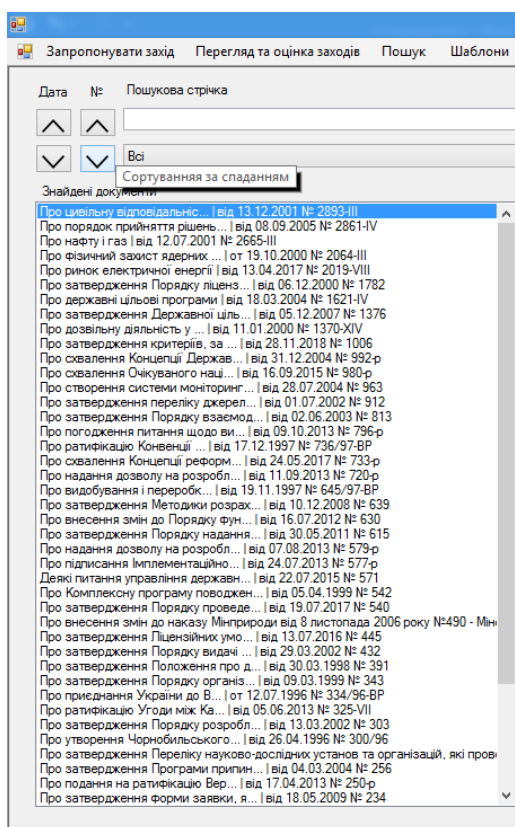 Запропонувати захід Перегляд та оцінка заходів Пошук Шаблони
Дата № Пошукова стрічка
Всі
Сортуванняя за спаданням
Знайдені документи
Про цивільну відповідальніс... | від 13.12.2001 № 2893-III
Про порядок прийняття рішень... | від 08.09.2005 № 2861-IV
Про нафту і газ | від 12.07.2001 № 2665-III
Про фізичний захист ядерних ... | от 19.10.2000 № 2064-III
Про ринок електричної енергії | від 13.04.2017 № 2019-VIII
Про затвердження Порядку ліценз... | від 06.12.2000 № 1782
Про державні цільові програми | від 18.03.2004 № 1621-IV
Про затвердження Державної ціль... | від 05.12.2007 № 1376
Про дозвільну діяльність у ... | від 11.01.2000 № 1370-XIV
Про затвердження критеріїв, за ... | від 28.11.2018 № 1006
Про схвалення Концепції Держав... | від 31.12.2004 № 992-р
Про схвалення Очікуваного наці... | від 16.09.2015 № 980-р
Про створення системи моніторинг... | від 28.07.2004 № 963
Про затвердження переліку джерел... | від 01.07.2002 № 912
Про затвердження Порядку взаємод... | від 02.06.2003 № 813
Про погодження питання щодо ви... | від 09.10.2013 № 796-р
Про ратифікацію Конвенції ... | від 17.12.1997 № 736/97-ВР
Про схвалення Концепції реформ... | від 24.05.2017 № 733-р
Про надання дозволу на розробл... | від 11.09.2013 № 720-р
Про видобування і переробк... | від 19.11.1997 № 645/97-ВР
Про затвердження Методики розрах... | від 10.12.2008 № 639
Про внесення змін до Порядку фун... | від 16.07.2012 № 630
Про затвердження Порядку надання... | від 30.05.2011 № 615
Про надання дозволу на розробл... | від 07.08.2013 № 579-р
Про підписання Імплементаційно... | від 24.07.2013 № 577-р
Деякі питання управління державн... | від 22.07.2015 № 571
Про Комплексну програму поводжен... | від 05.04.1999 № 542
Про затвердження Порядку проведе... | від 19.07.2017 № 540
Про внесення змін до наказу Мінприроди від 8 листопада 2006 року №490 - Мін
Про затвердження Ліцензійних умо... | від 13.07.2016 № 445
Про затвердження Порядку видачі ... | від 29.03.2002 № 432
Про затвердження Положення про д... | від 30.03.1998 № 391
Про затвердження Порядку організ... | від 09.03.1999 № 343
Про приєднання України до В... | от 12.07.1996 № 334/96-ВР
Про ратифікацію Угоди між Ка... | від 05.06.2013 № 325-VII
Про затвердження Порядку розробл... | від 13.03.2002 № 303
Про утворення Чорнобильського... | від 26.04.1996 № 300/96
Про затвердження Переліку науково-дослідних установ та організацій, які пров
Про затвердження Програми припин... | від 04.03.2004 № 256
Про подання на ратифікацію Вер... | від 17.04.2013 № 250-р
Про затвердження форми заявки, я... | від 18.05.2009 № 234